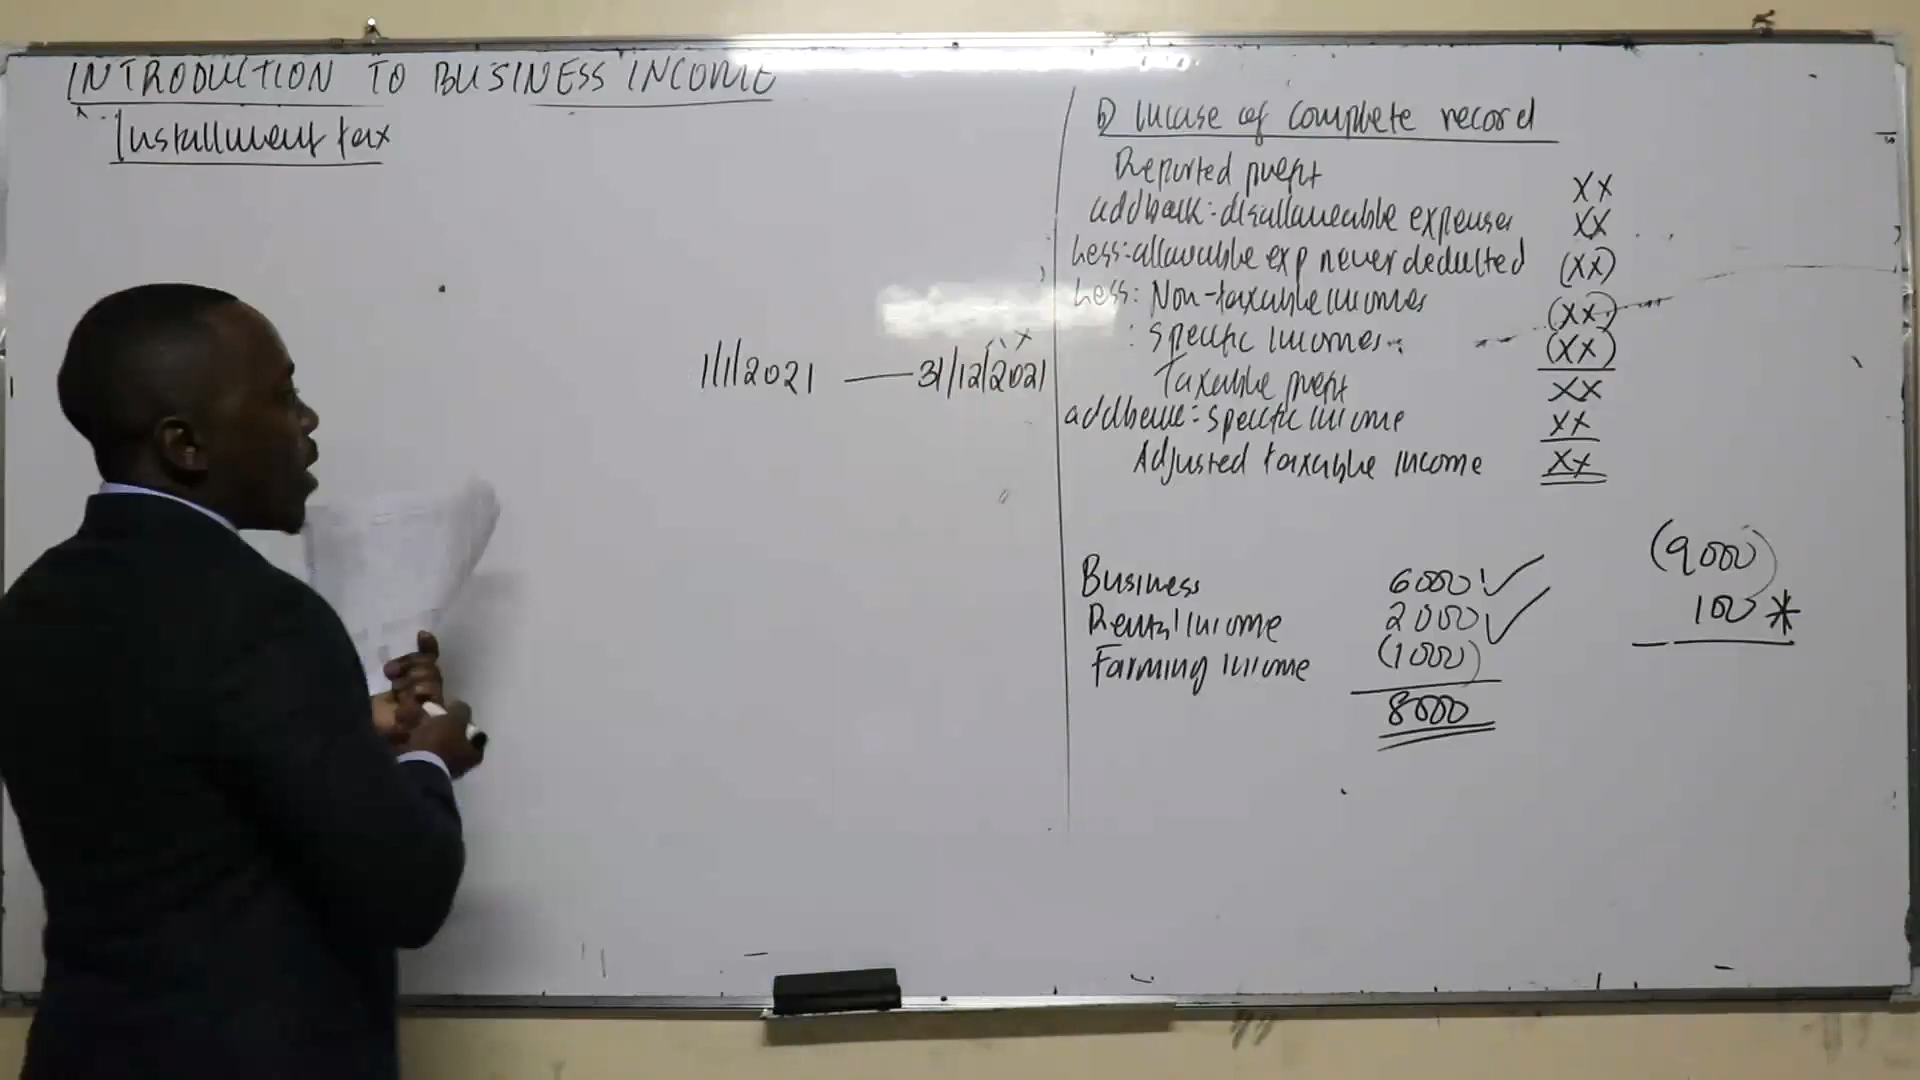 INTRODUCTION TO BUSINESS INCOME
Installment tax
1/1/2021 — 31/12/2021
b) Incase of complete record
Reported profit XX
addback: disallowable expenses XX
Less: allowable exp never deducted (XX)
Less: Non-taxable incomes (XX)
: Specific incomes (XX)
Taxable profit XX
addback: specific income XX
Adjusted taxable income XX
Business 6000 ✓
Rental income 2000 ✓
Farming income (1000)
8000
(9000)
100 *